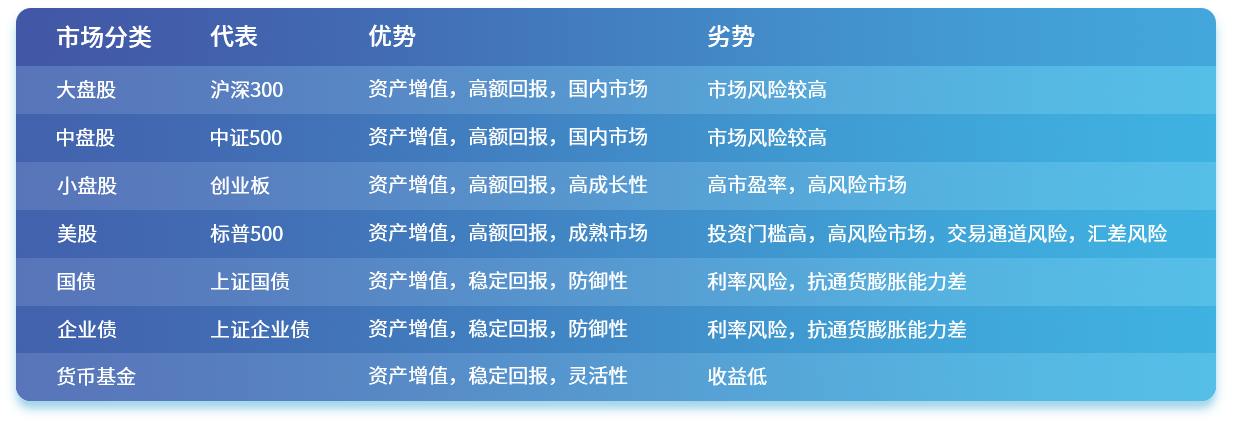 市场分类 代表 优势 劣势
大盘股 沪深300 资产增值，高额回报，国内市场 市场风险较高
中盘股 中证500 资产增值，高额回报，国内市场 市场风险较高
小盘股 创业板 资产增值，高额回报，高成长性 高市盈率，高风险市场
美股 标普500 资产增值，高额回报，成熟市场 投资门槛高，高风险市场，交易通道风险，汇差风险
国债 上证国债 资产增值，稳定回报，防御性 利率风险，抗通货膨胀能力差
企业债 上证企业债 资产增值，稳定回报，防御性 利率风险，抗通货膨胀能力差
货币基金 资产增值，稳定回报，灵活性 收益低